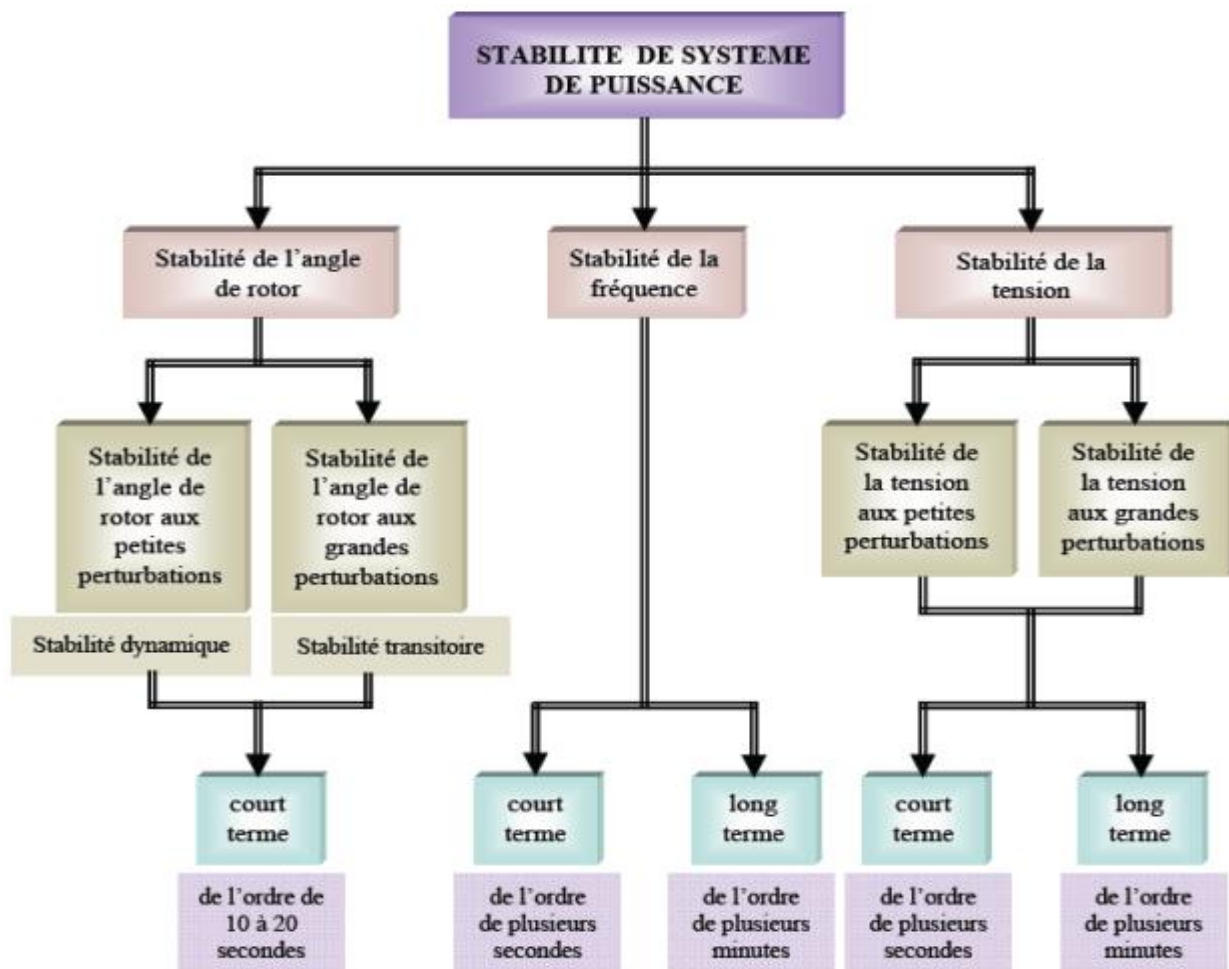 STABILITE DE SYSTEME
DE PUISSANCE
Stabilité de l'angle
de rotor
Stabilité de la
fréquence
Stabilité de la
tension
Stabilité de
l'angle de
rotor aux
petites
perturbations
Stabilité de
l'angle de
rotor aux
grandes
perturbations
Stabilité de
la tension
aux petites
perturbations
Stabilité de
la tension
aux grandes
perturbations
Stabilité dynamique
Stabilité transitoire
court
terme
court
terme
long
terme
court
terme
long
terme
de l'ordre de
10 à 20
secondes
de l'ordre
de plusieurs
secondes
de l'ordre
de plusieurs
minutes
de l'ordre
de plusieurs
secondes
de l'ordre
de plusieurs
minutes